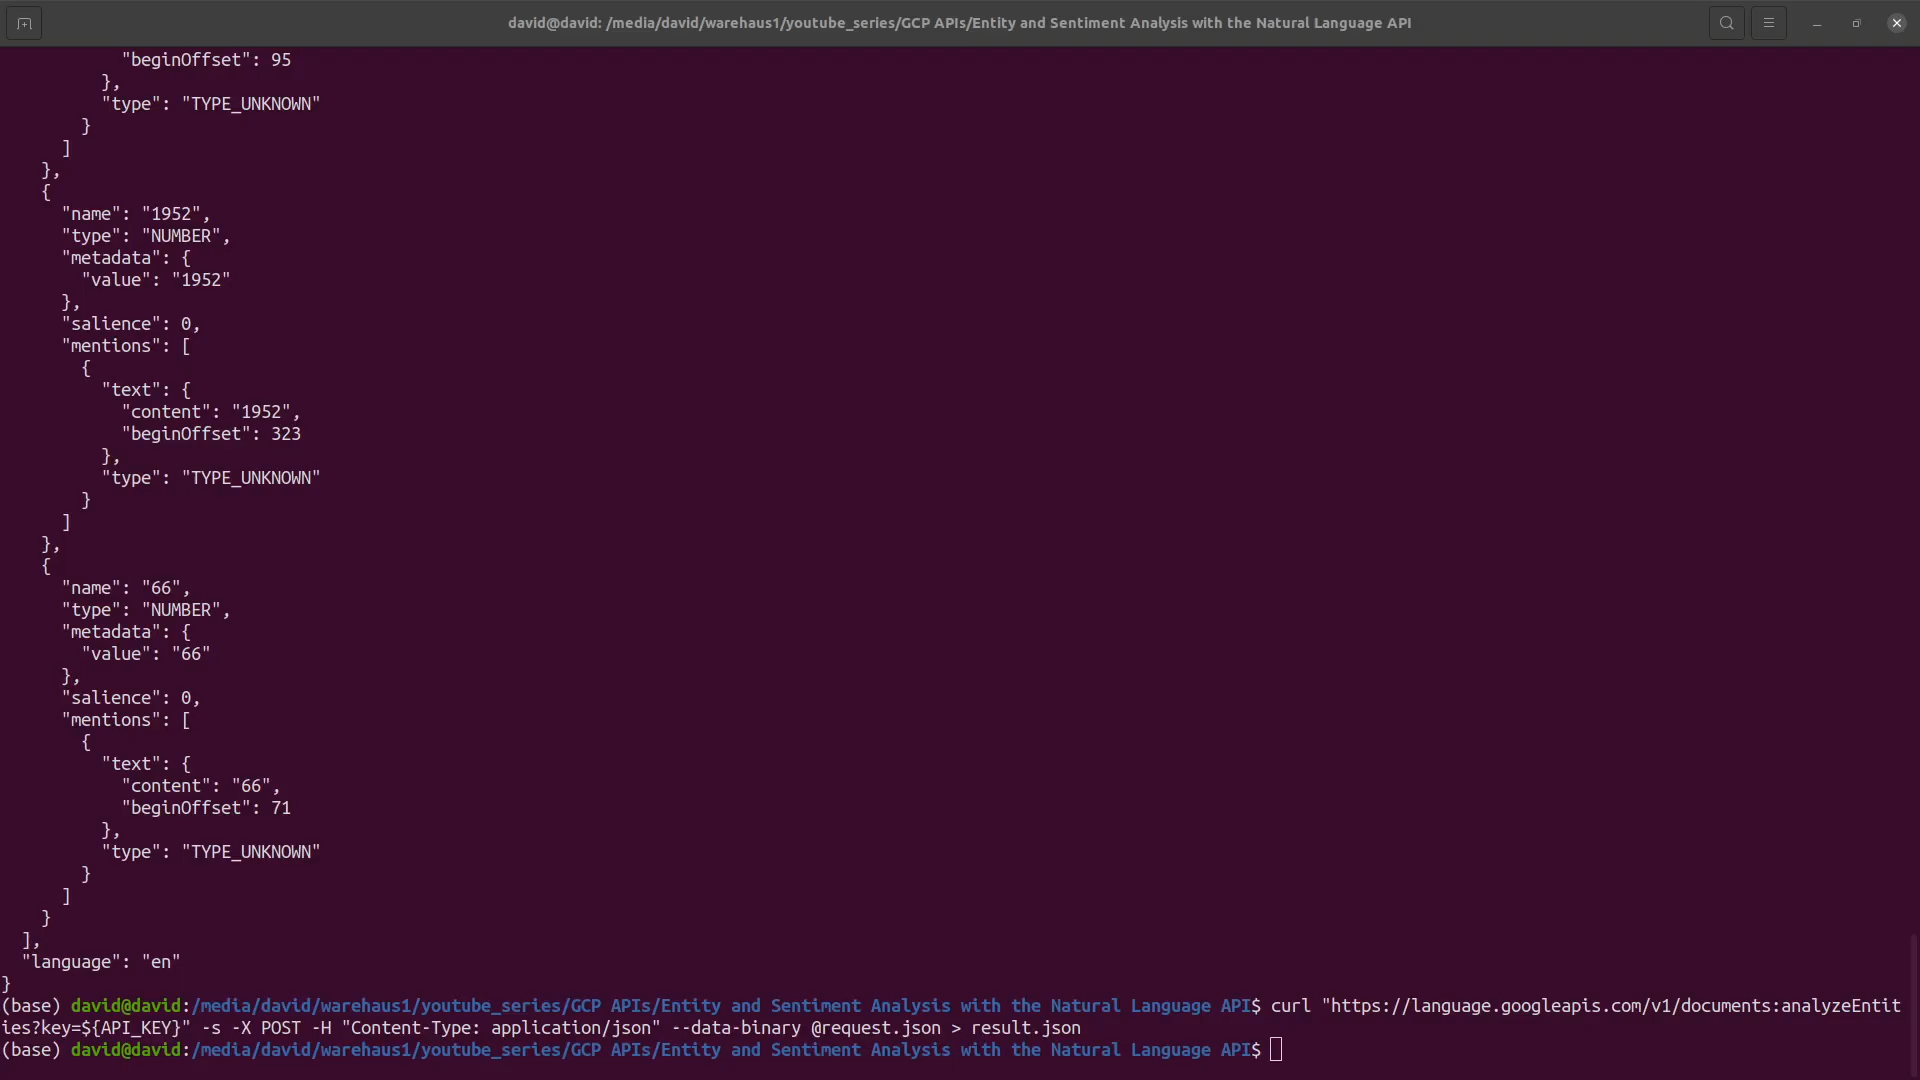 david@david: /media/david/warehaus1/youtube_series/GCP APIs/Entity and Sentiment Analysis with the Natural Language API
            "beginOffset": 95
          },
          "type": "TYPE_UNKNOWN"
        }
      ]
    },
    {
      "name": "1952",
      "type": "NUMBER",
      "metadata": {
        "value": "1952"
      },
      "salience": 0,
      "mentions": [
        {
          "text": {
            "content": "1952",
            "beginOffset": 323
          },
          "type": "TYPE_UNKNOWN"
        }
      ]
    },
    {
      "name": "66",
      "type": "NUMBER",
      "metadata": {
        "value": "66"
      },
      "salience": 0,
      "mentions": [
        {
          "text": {
            "content": "66",
            "beginOffset": 71
          },
          "type": "TYPE_UNKNOWN"
        }
      ]
    }
  ],
  "language": "en"
}
(base) david@david:/media/david/warehaus1/youtube_series/GCP APIs/Entity and Sentiment Analysis with the Natural Language API$ curl "https://language.googleapis.com/v1/documents:analyzeEntit
ies?key=${API_KEY}" -s -X POST -H "Content-Type: application/json" --data-binary @request.json > result.json
(base) david@david:/media/david/warehaus1/youtube_series/GCP APIs/Entity and Sentiment Analysis with the Natural Language API$